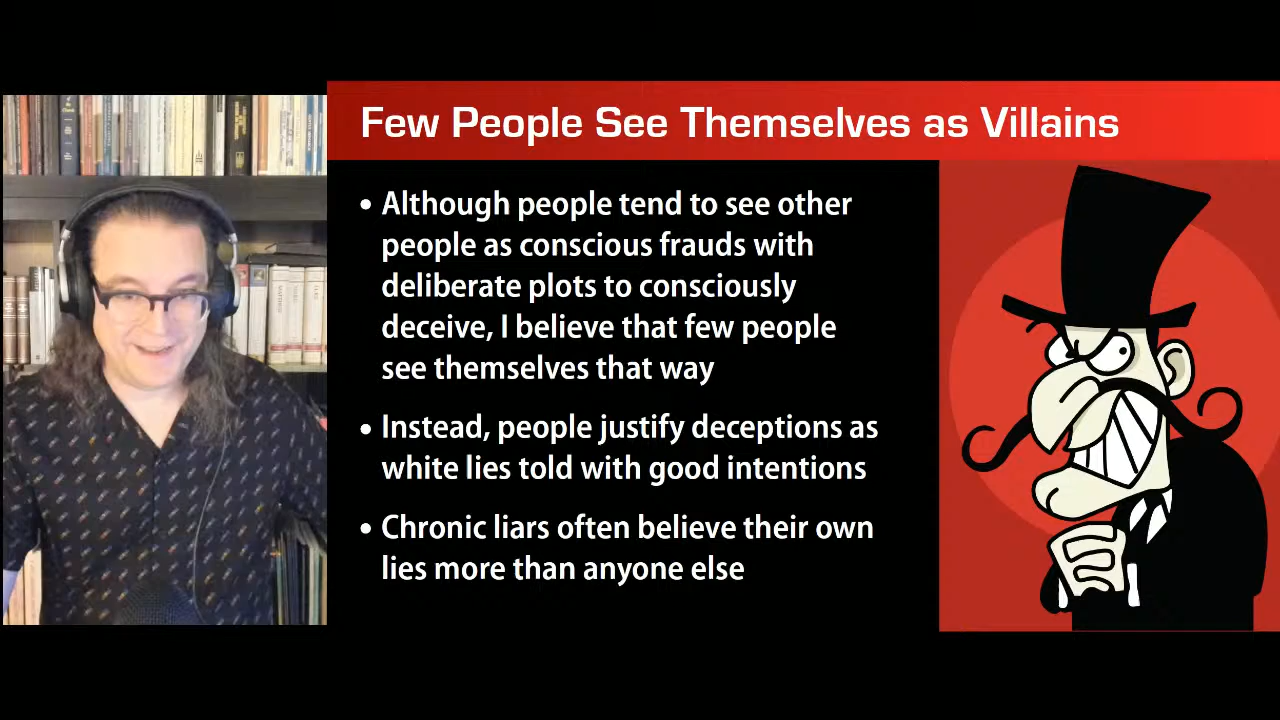 Few People See Themselves as Villains
• Although people tend to see other
people as conscious frauds with
deliberate plots to consciously
deceive, I believe that few people
see themselves that way
• Instead, people justify deceptions as
white lies told with good intentions
• Chronic liars often believe their own
lies more than anyone else